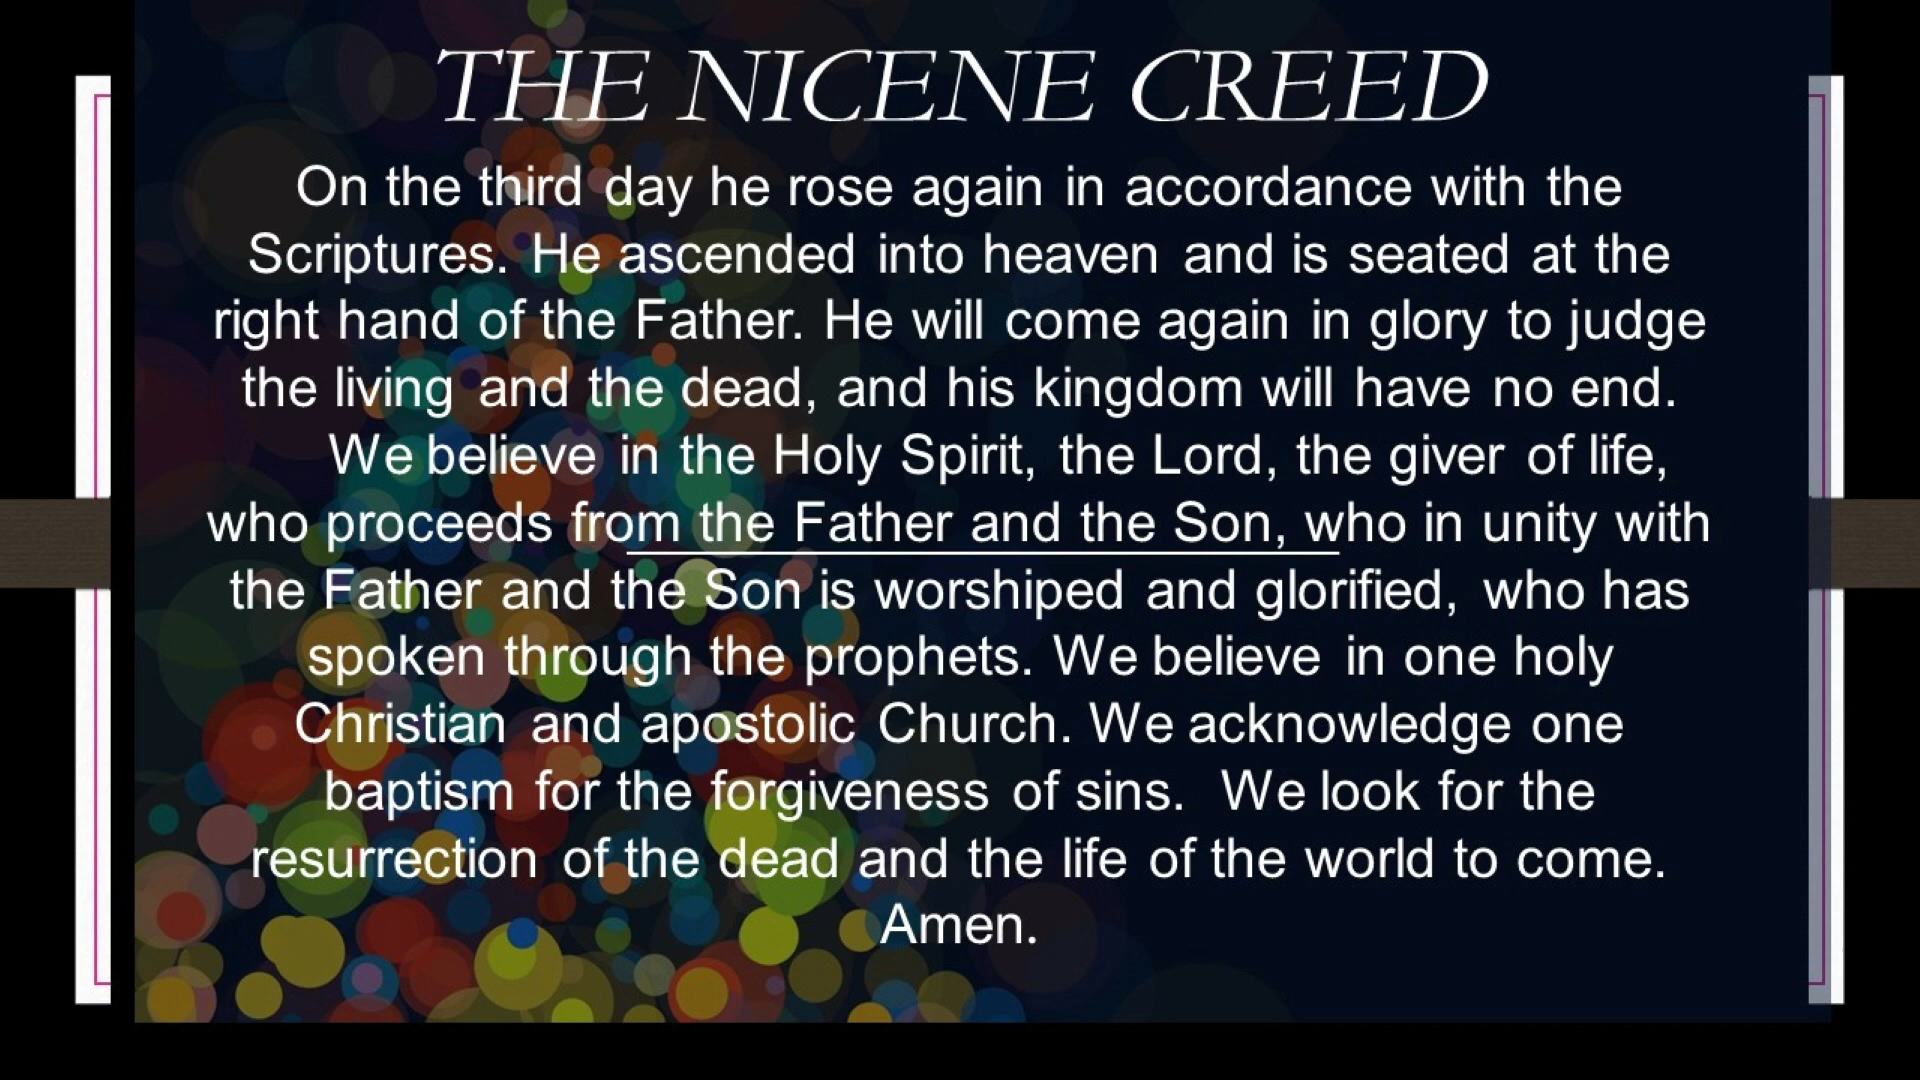 THE NICENE CREED
On the third day he rose again in accordance with the
Scriptures. He ascended into heaven and is seated at the
right hand of the Father. He will come again in glory to judge
the living and the dead, and his kingdom will have no end.
We believe in the Holy Spirit, the Lord, the giver of life,
who proceeds from the Father and the Son, who in unity with
the Father and the Son is worshiped and glorified, who has
spoken through the prophets. We believe in one holy
Christian and apostolic Church. We acknowledge one
baptism for the forgiveness of sins. We look for the
resurrection of the dead and the life of the world to come.
Amen.